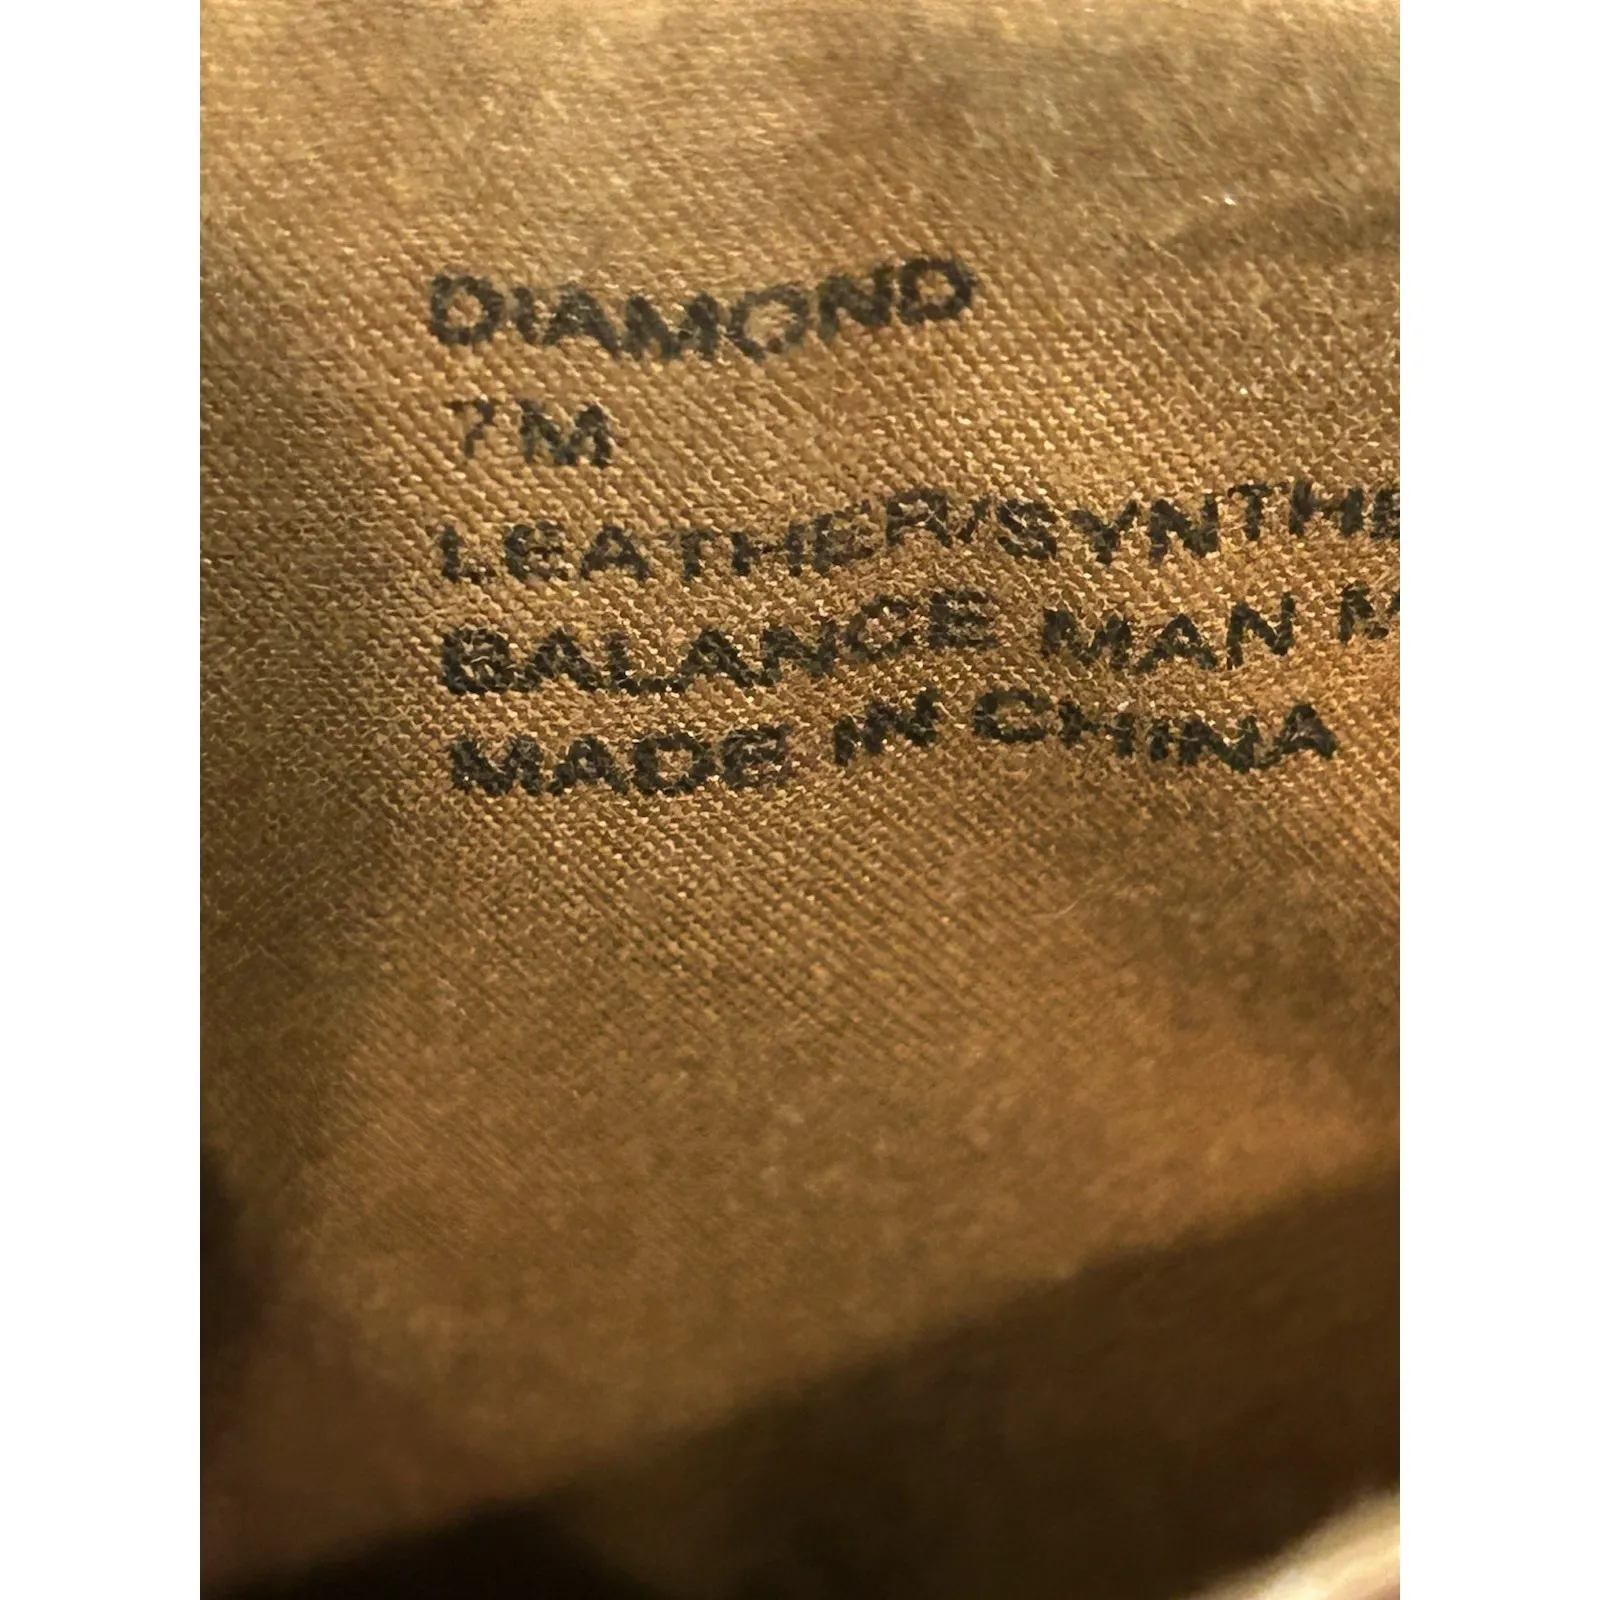 DIAMOND
7M
LEATHER/SYNTHE
BALANCE MAN M
MADE IN CHINA